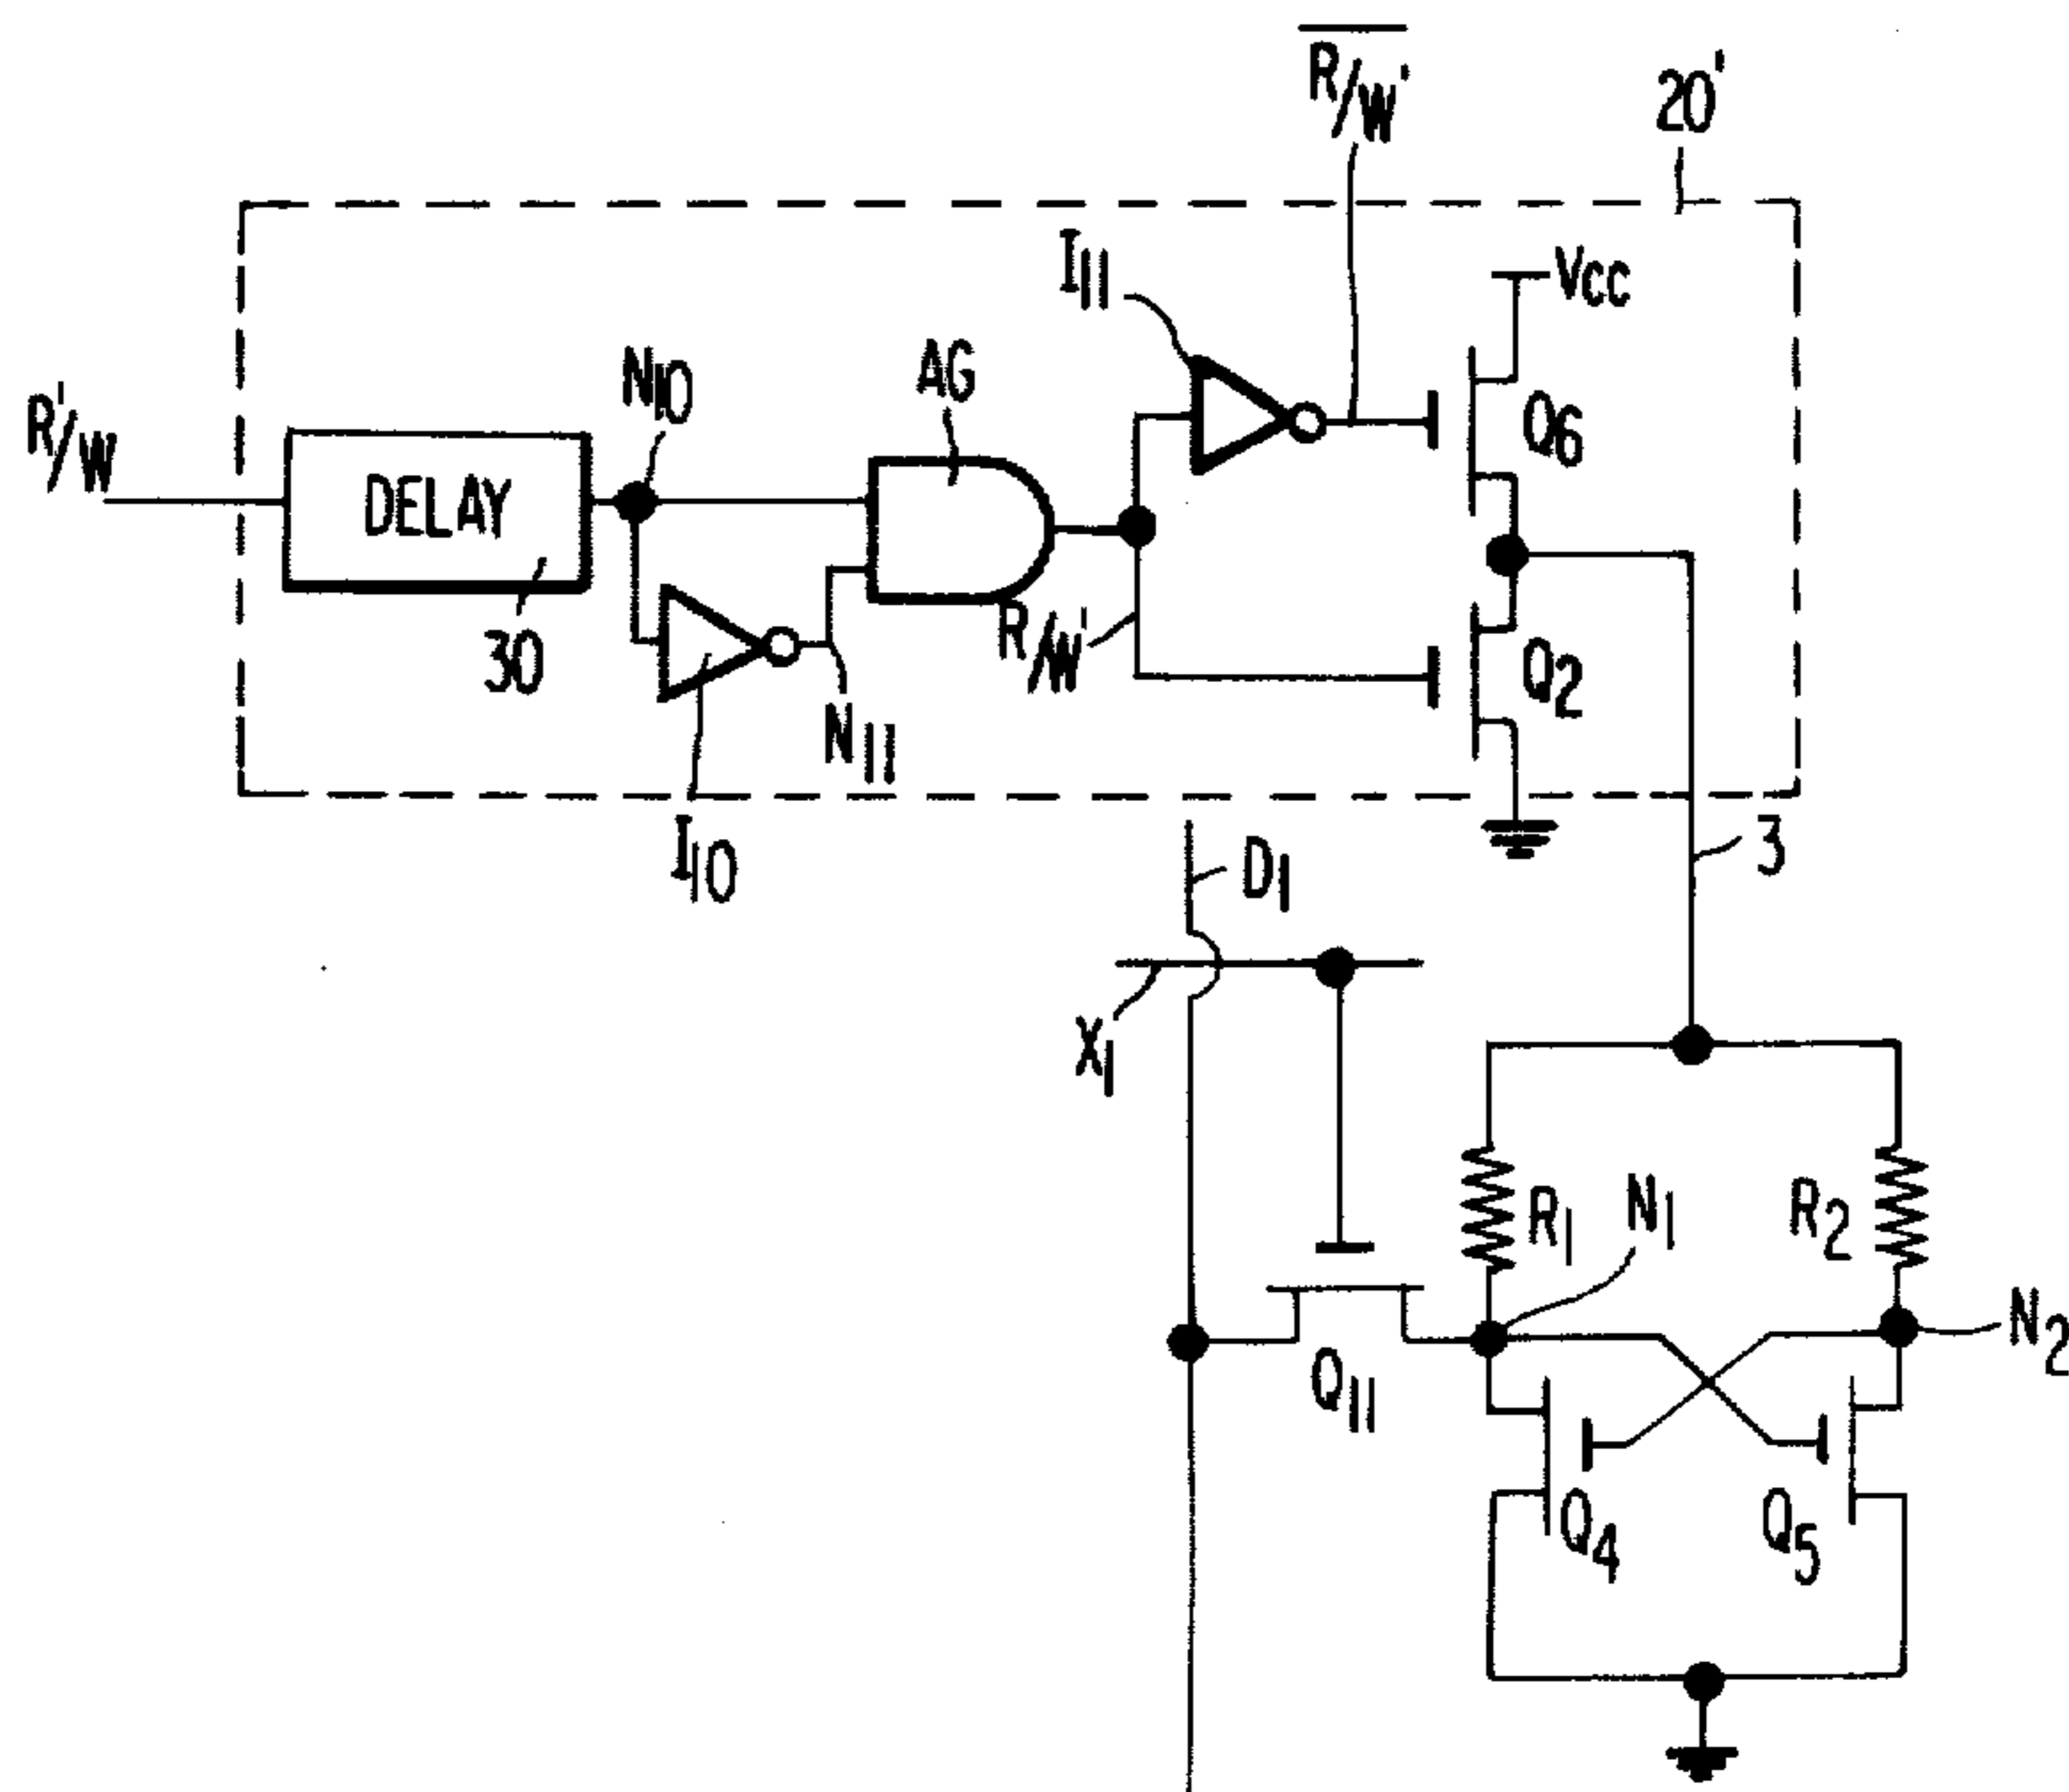 R/W'
20'
I11
Vcc
N10
AG
R'/W
Q6
DELAY
R/W'
30
Q2
N11
I10
D1
3
X1
R1
N1
R2
N2
Q11
Q4
Q5